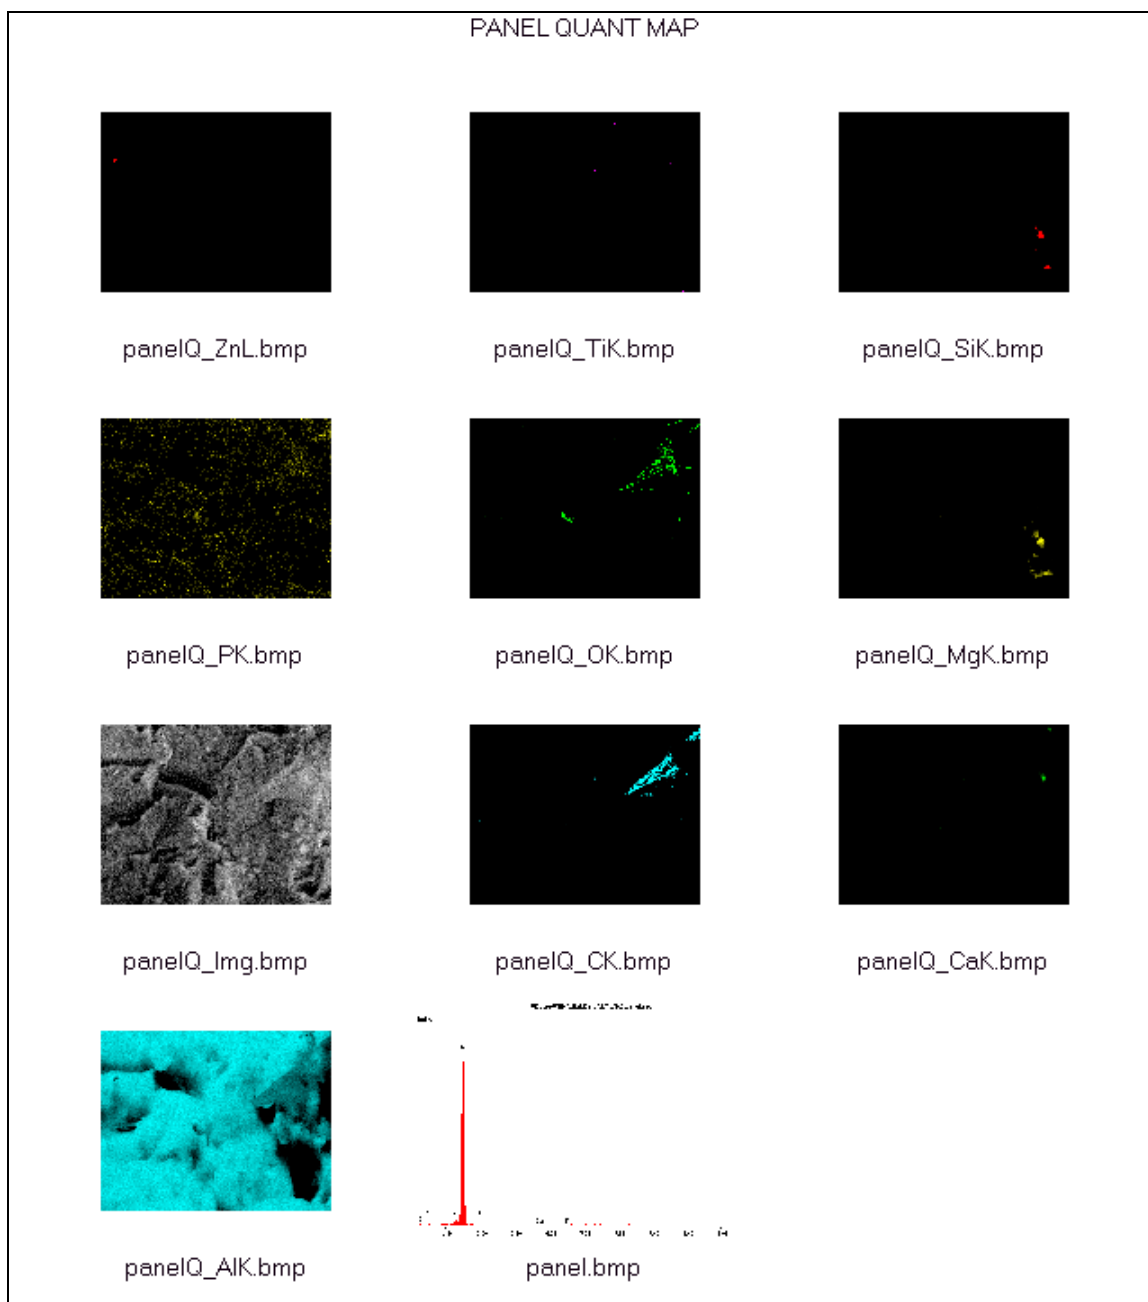 PANEL QUANT MAP
panelQ_ZnL.bmp
panelQ_TiK.bmp
panelQ_SiK.bmp
panelQ_PK.bmp
panelQ_OK.bmp
panelQ_MgK.bmp
panelQ_Img.bmp
panelQ_CK.bmp
panelQ_CaK.bmp
panelQ_AlK.bmp
panel.bmp